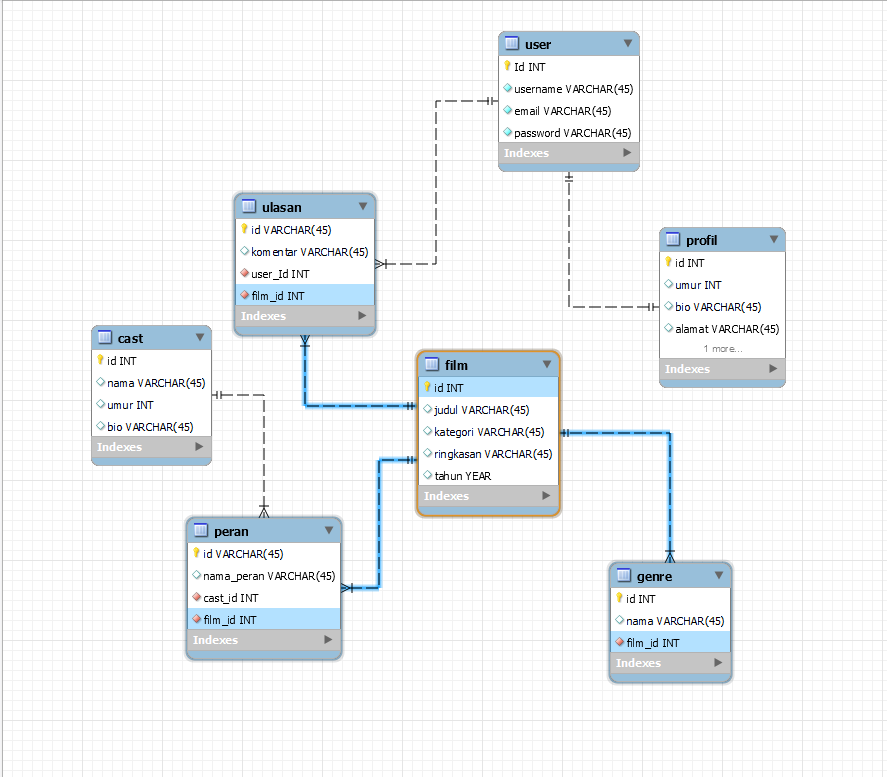 user
Id INT
username VARCHAR(45)
email VARCHAR(45)
password VARCHAR(45)
Indexes
ulasan
id VARCHAR(45)
komentar VARCHAR(45)
user_Id INT
film_id INT
Indexes
profil
id INT
umur INT
bio VARCHAR(45)
alamat VARCHAR(45)
1 more...
Indexes
cast
id INT
nama VARCHAR(45)
umur INT
bio VARCHAR(45)
Indexes
film
id INT
judul VARCHAR(45)
kategori VARCHAR(45)
ringkasan VARCHAR(45)
tahun YEAR
Indexes
peran
id VARCHAR(45)
nama_peran VARCHAR(45)
cast_id INT
film_id INT
Indexes
genre
id INT
nama VARCHAR(45)
film_id INT
Indexes